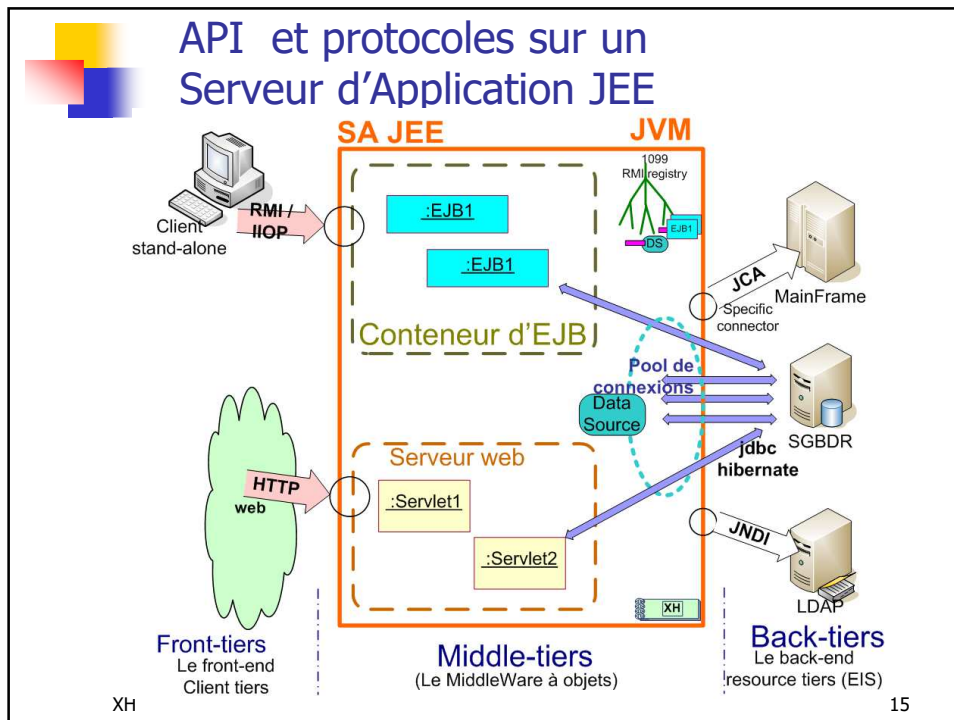 API et protocoles sur un
Serveur d'Application JEE
SA JEE
JVM
1099
RMI registry
EJB1
DS
Client
stand-alone
RMI /
IIOP
:EJB1
:EJB1
Conteneur d'EJB
JCA
Specific
connector
MainFrame
Pool de
connexions
Data
Source
SGBDR
jdbc
hibernate
Serveur web
HTTP
web
:Servlet1
:Servlet2
JNDI
LDAP
XH
Front-tiers
Le front-end
Client tiers
Middle-tiers
(Le MiddleWare à objets)
Back-tiers
Le back-end
resource tiers (EIS)
XH
15